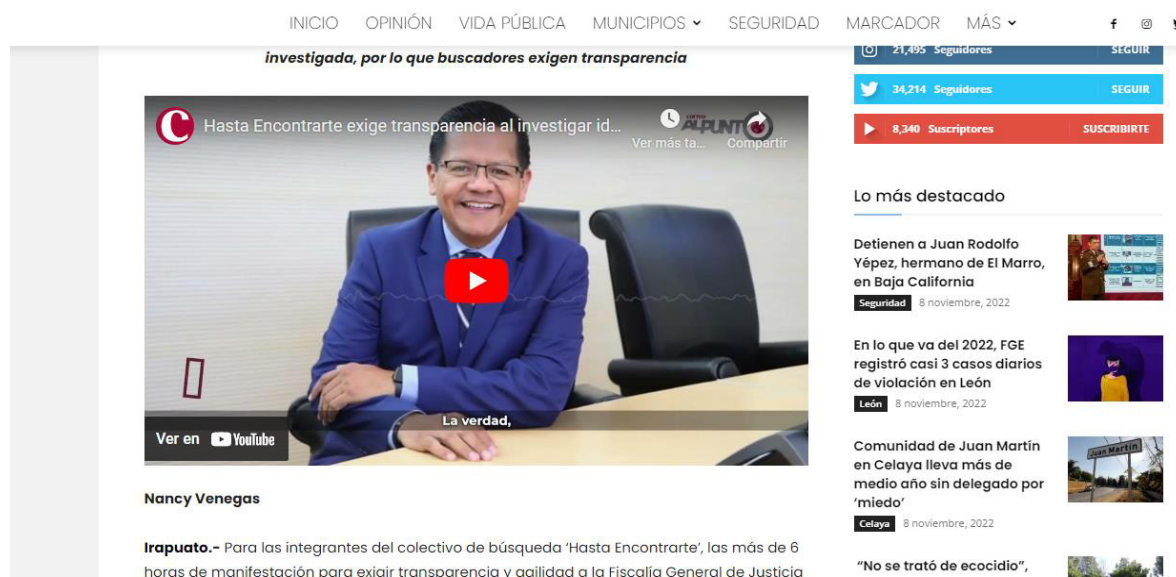 INICIO OPINIÓN VIDA PÚBLICA MUNICIPIOS SEGURIDAD MARCADOR MÁS
investigada, por lo que buscadores exigen transparencia
Hasta Encontrarte exige transparencia al investigar id...
Ver más ta...
Compartir
La verdad,
Ver en YouTube
Nancy Venegas
Irapuato.- Para las integrantes del colectivo de búsqueda ‘Hasta Encontrarte’, las más de 6
horas de manifestación para exigir transparencia y agilidad a la Fiscalía General de Justicia
21,495 Seguidores SEGUIR
34,214 Seguidores SEGUIR
8,340 Suscriptores SUSCRIBIRTE
Lo más destacado
Detienen a Juan Rodolfo
Yépez, hermano de El Marro,
en Baja California
Seguridad 8 noviembre, 2022
En lo que va del 2022, FGE
registró casi 3 casos diarios
de violación en León
León 8 noviembre, 2022
Comunidad de Juan Martín
en Celaya lleva más de
medio año sin delegado por
‘miedo’
Celaya 8 noviembre, 2022
Juan Martín
“No se trató de ecocidio”,